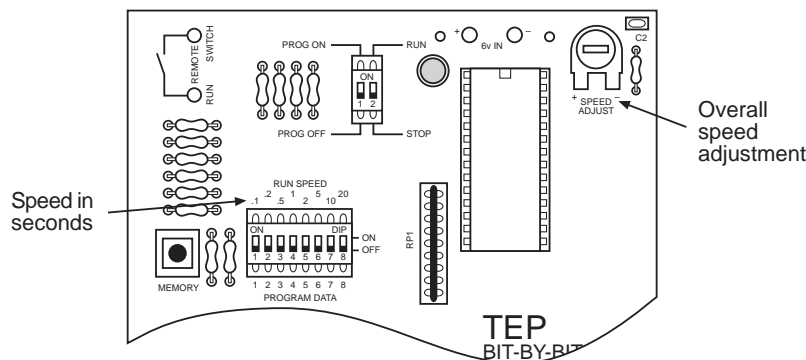 REMOTE
SWITCH
RUN
PROG ON
RUN
ON
1 2
PROG OFF
STOP
+ 6v IN −
C2
+ SPEED −
ADJUST
Overall
speed
adjustment
Speed in
seconds
RUN SPEED
.1 .2 .5 1 2 5 10 20
ON DIP
1 2 3 4 5 6 7 8
ON
OFF
1 2 3 4 5 6 7 8
PROGRAM DATA
MEMORY
RP1
TEP
BIT-BY-BIT